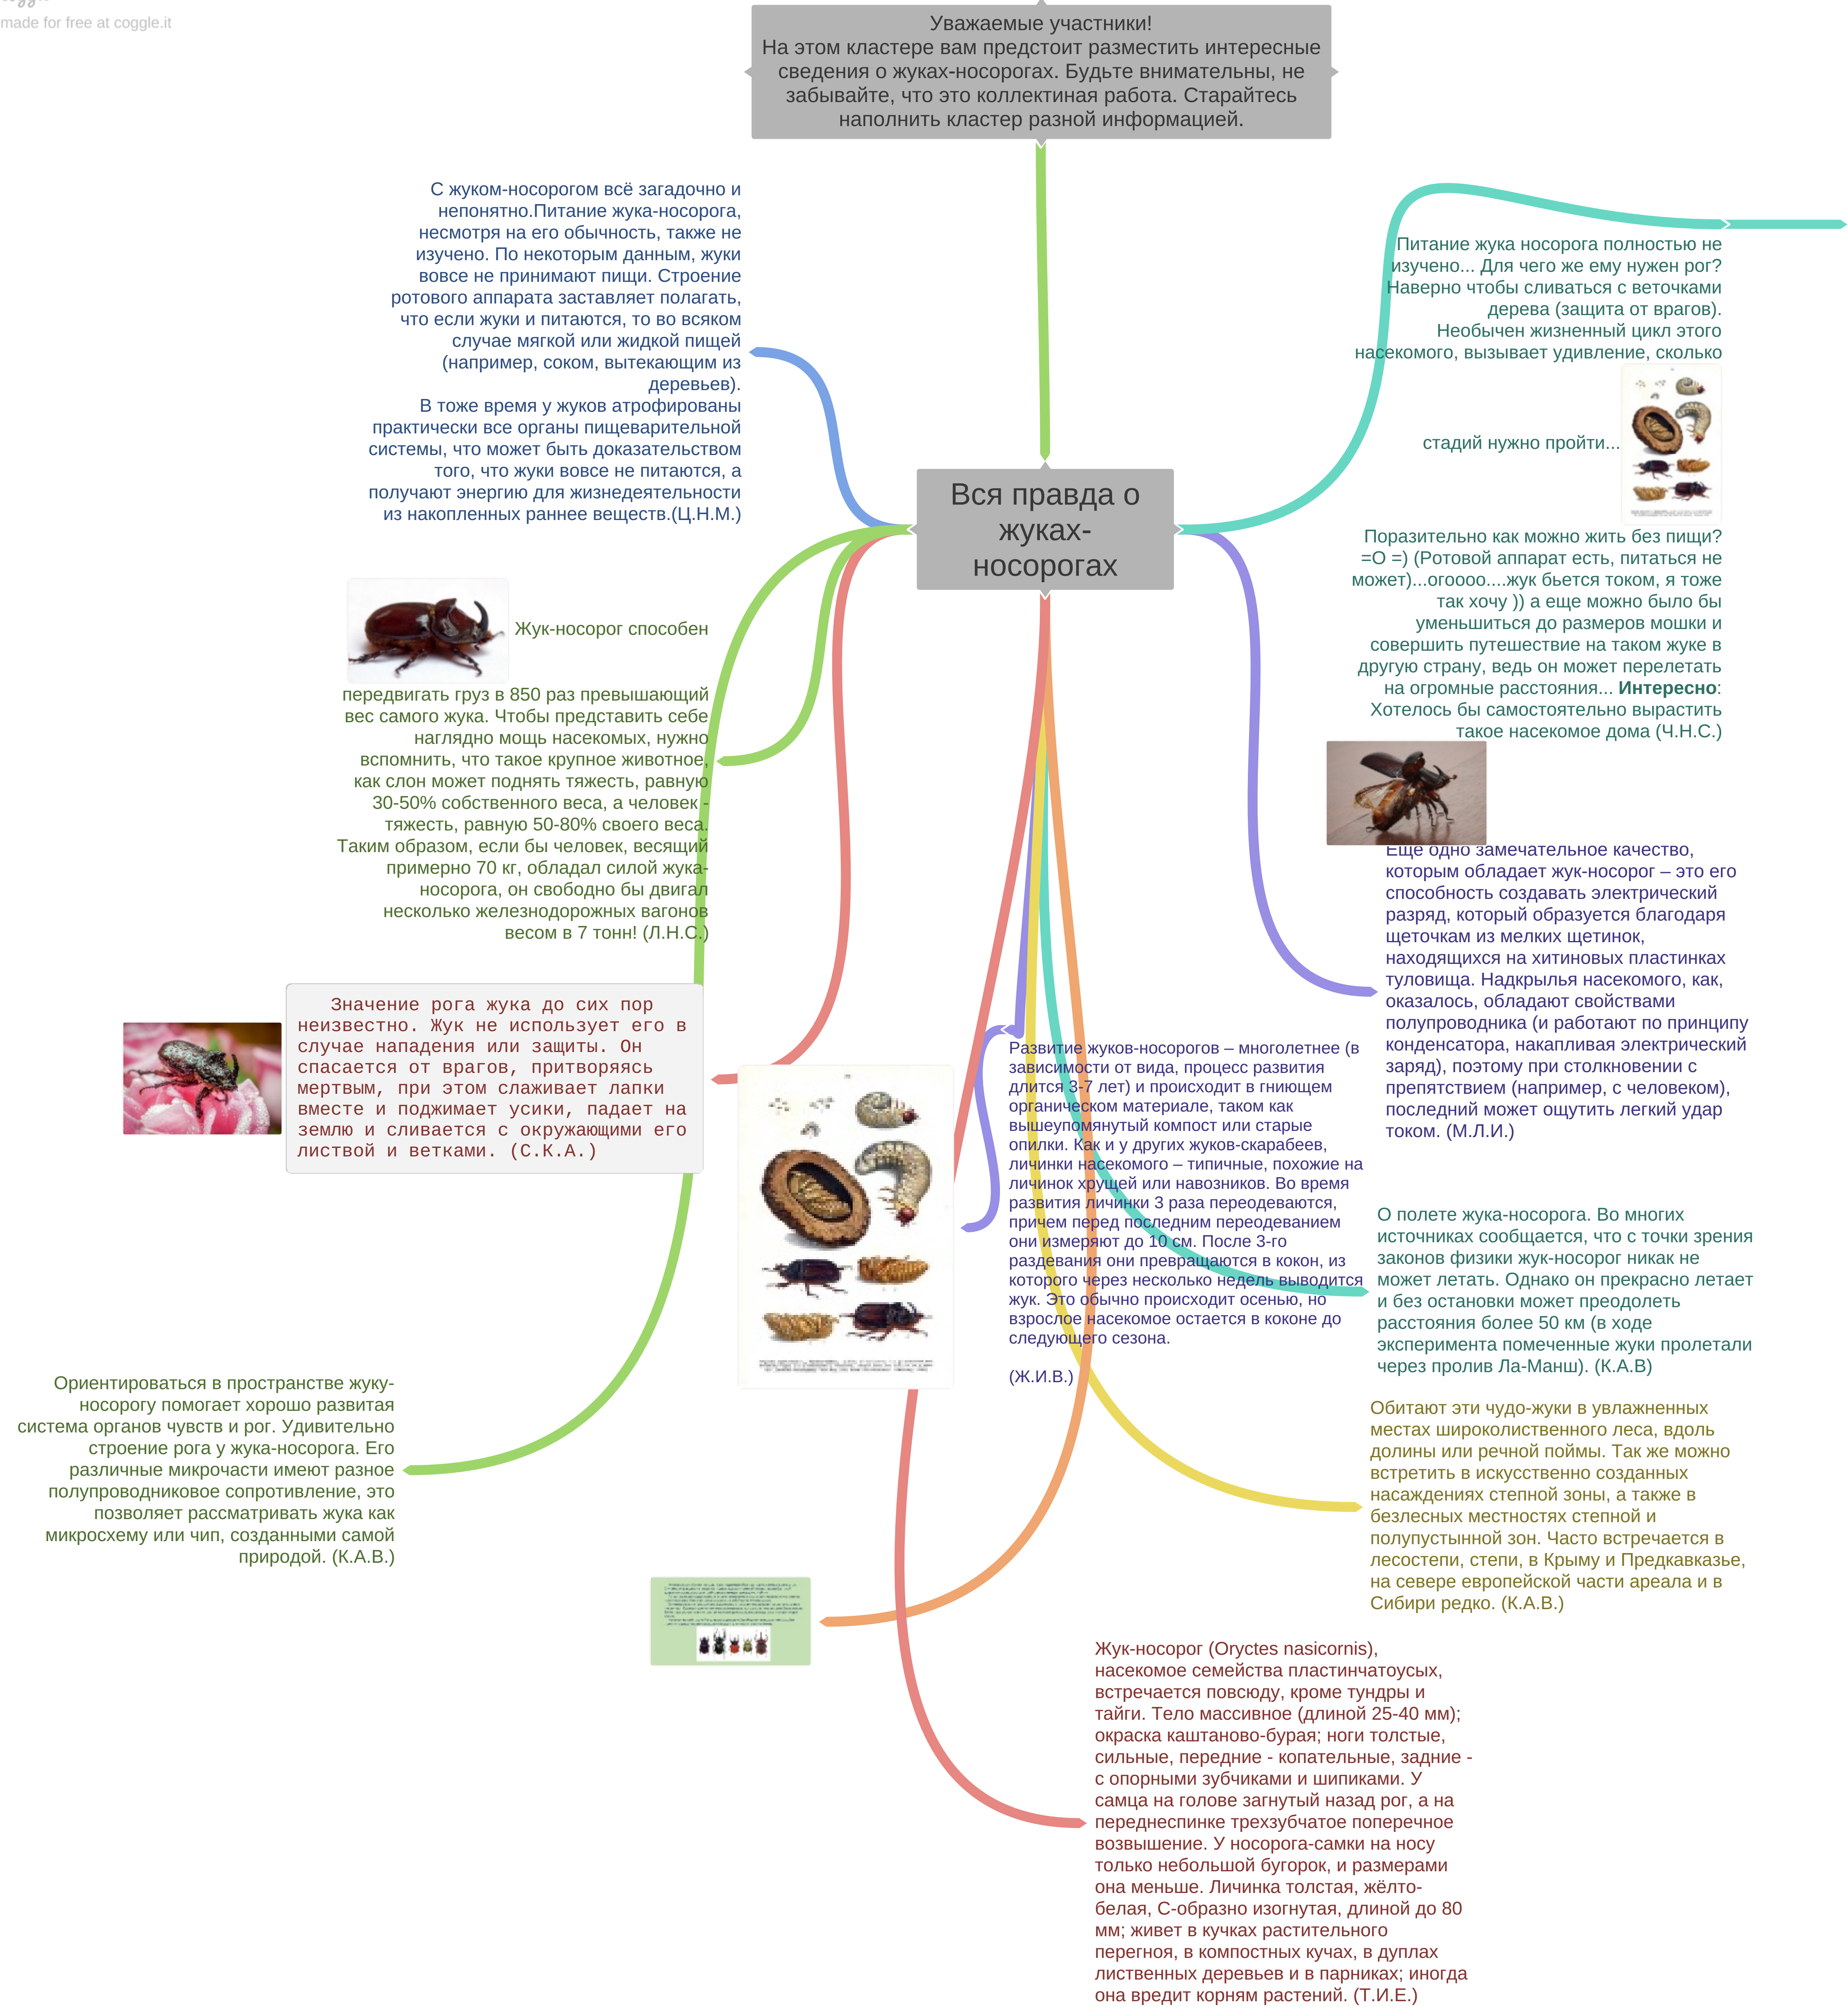 made for free at coggle.it
Уважаемые участники!
На этом кластере вам предстоит разместить интересные
сведения о жуках-носорогах. Будьте внимательны, не
забывайте, что это коллектиная работа. Старайтесь
наполнить кластер разной информацией.
С жуком-носорогом всё загадочно и
непонятно.Питание жука-носорога,
несмотря на его обычность, также не
изучено. По некоторым данным, жуки
вовсе не принимают пищи. Строение
ротового аппарата заставляет полагать,
что если жуки и питаются, то во всяком
случае мягкой или жидкой пищей
(например, соком, вытекающим из
деревьев).
В тоже время у жуков атрофированы
практически все органы пищеварительной
системы, что может быть доказательством
того, что жуки вовсе не питаются, а
получают энергию для жизнедеятельности
из накопленных раннее веществ.(Ц.Н.М.)
Питание жука носорога полностью не
изучено... Для чего же ему нужен рог?
Наверно чтобы сливаться с веточками
дерева (защита от врагов).
Необычен жизненный цикл этого
насекомого, вызывает удивление, сколько
стадий нужно пройти...
Поразительно как можно жить без пищи?
=О =) (Ротовой аппарат есть, питаться не
может)...огоооо....жук бьется током, я тоже
так хочу )) а еще можно было бы
уменьшиться до размеров мошки и
совершить путешествие на таком жуке в
другую страну, ведь он может перелетать
на огромные расстояния... Интересно:
Хотелось бы самостоятельно вырастить
такое насекомое дома (Ч.Н.С.)
Вся правда о
жуках-
носорогах
Жук-носорог способен
передвигать груз в 850 раз превышающий
вес самого жука. Чтобы представить себе
наглядно мощь насекомых, нужно
вспомнить, что такое крупное животное,
как слон может поднять тяжесть, равную
30-50% собственного веса, а человек -
тяжесть, равную 50-80% своего веса.
Таким образом, если бы человек, весящий
примерно 70 кг, обладал силой жука-
носорога, он свободно бы двигал
несколько железнодорожных вагонов
весом в 7 тонн! (Л.Н.С.)
Еще одно замечательное качество,
которым обладает жук-носорог – это его
способность создавать электрический
разряд, который образуется благодаря
щеточкам из мелких щетинок,
находящихся на хитиновых пластинках
туловища. Надкрылья насекомого, как,
оказалось, обладают свойствами
полупроводника (и работают по принципу
конденсатора, накапливая электрический
заряд), поэтому при столкновении с
препятствием (например, с человеком),
последний может ощутить легкий удар
током. (М.Л.И.)
Значение рога жука до сих пор
неизвестно. Жук не использует его в
случае нападения или защиты. Он
спасается от врагов, притворяясь
мертвым, при этом слаживает лапки
вместе и поджимает усики, падает на
землю и сливается с окружающими его
листвой и ветками. (С.К.А.)
Развитие жуков-носорогов – многолетнее (в
зависимости от вида, процесс развития
длится 3-7 лет) и происходит в гниющем
органическом материале, таком как
вышеупомянутый компост или старые
опилки. Как и у других жуков-скарабеев,
личинки насекомого – типичные, похожие на
личинок хрущей или навозников. Во время
развития личинки 3 раза переодеваются,
причем перед последним переодеванием
они измеряют до 10 см. После 3-го
раздевания они превращаются в кокон, из
которого через несколько недель выводится
жук. Это обычно происходит осенью, но
взрослое насекомое остается в коконе до
следующего сезона.
(Ж.И.В.)
О полете жука-носорога. Во многих
источниках сообщается, что с точки зрения
законов физики жук-носорог никак не
может летать. Однако он прекрасно летает
и без остановки может преодолеть
расстояния более 50 км (в ходе
эксперимента помеченные жуки пролетали
через пролив Ла-Манш). (К.А.В)
Ориентироваться в пространстве жуку-
носорогу помогает хорошо развитая
система органов чувств и рог. Удивительно
строение рога у жука-носорога. Его
различные микрочасти имеют разное
полупроводниковое сопротивление, это
позволяет рассматривать жука как
микросхему или чип, созданными самой
природой. (К.А.В.)
Обитают эти чудо-жуки в увлажненных
местах широколиственного леса, вдоль
долины или речной поймы. Так же можно
встретить в искусственно созданных
насаждениях степной зоны, а также в
безлесных местностях степной и
полупустынной зон. Часто встречается в
лесостепи, степи, в Крыму и Предкавказье,
на севере европейской части ареала и в
Сибири редко. (К.А.В.)
Жук-носорог (Oryctes nasicornis),
насекомое семейства пластинчатоусых,
встречается повсюду, кроме тундры и
тайги. Тело массивное (длиной 25-40 мм);
окраска каштаново-бурая; ноги толстые,
сильные, передние - копательные, задние -
с опорными зубчиками и шипиками. У
самца на голове загнутый назад рог, а на
переднеспинке трехзубчатое поперечное
возвышение. У носорога-самки на носу
только небольшой бугорок, и размерами
она меньше. Личинка толстая, жёлто-
белая, С-образно изогнутая, длиной до 80
мм; живет в кучках растительного
перегноя, в компостных кучах, в дуплах
лиственных деревьев и в парниках; иногда
она вредит корням растений. (Т.И.Е.)